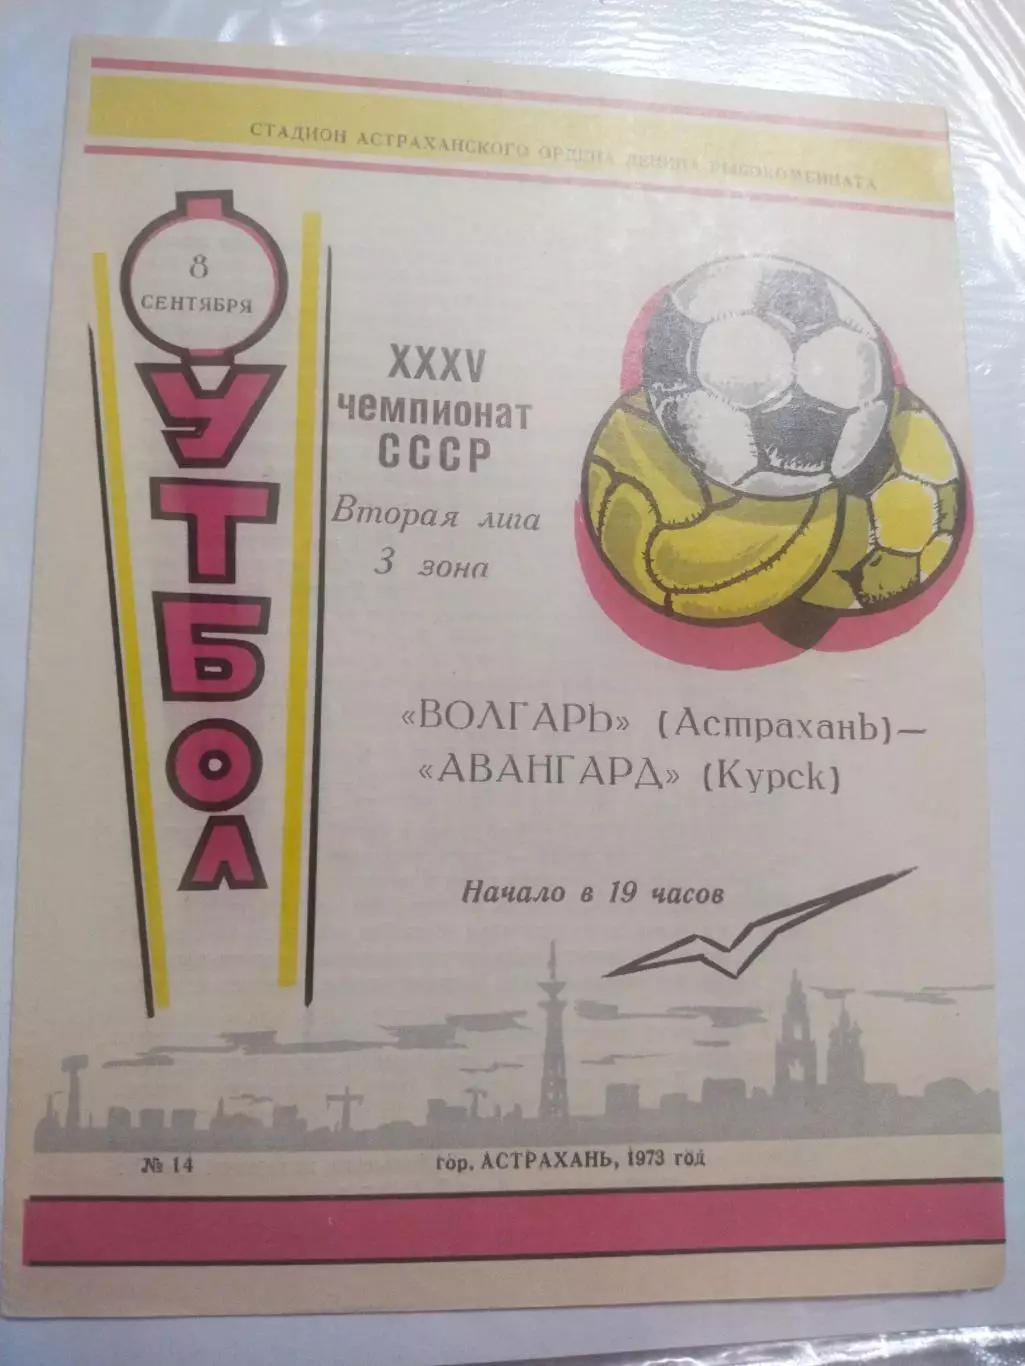 СТАДИОН АСТРАХАНСКОГО ОРДЕНА ЛЕНИНА РЫБОКОМБИНАТА
8
СЕНТЯБРЯ
ФУТБОЛ
XXXV
чемпионат
СССР
Вторая лига
3 зона
«ВОЛГАРЬ» (Астрахань)—
«АВАНГАРД» (Курск)
Начало в 19 часов
№ 14
гор. АСТРАХАНЬ, 1973 год